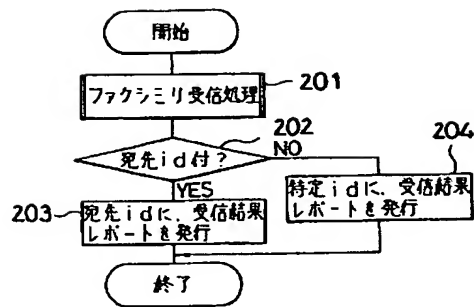 開始
ファクシミリ受信処理
201
宛先id付?
202
NO
YES
204
特定idに、受信結果
レポートを発行
203
宛先idに、受信結果
レポートを発行
終了